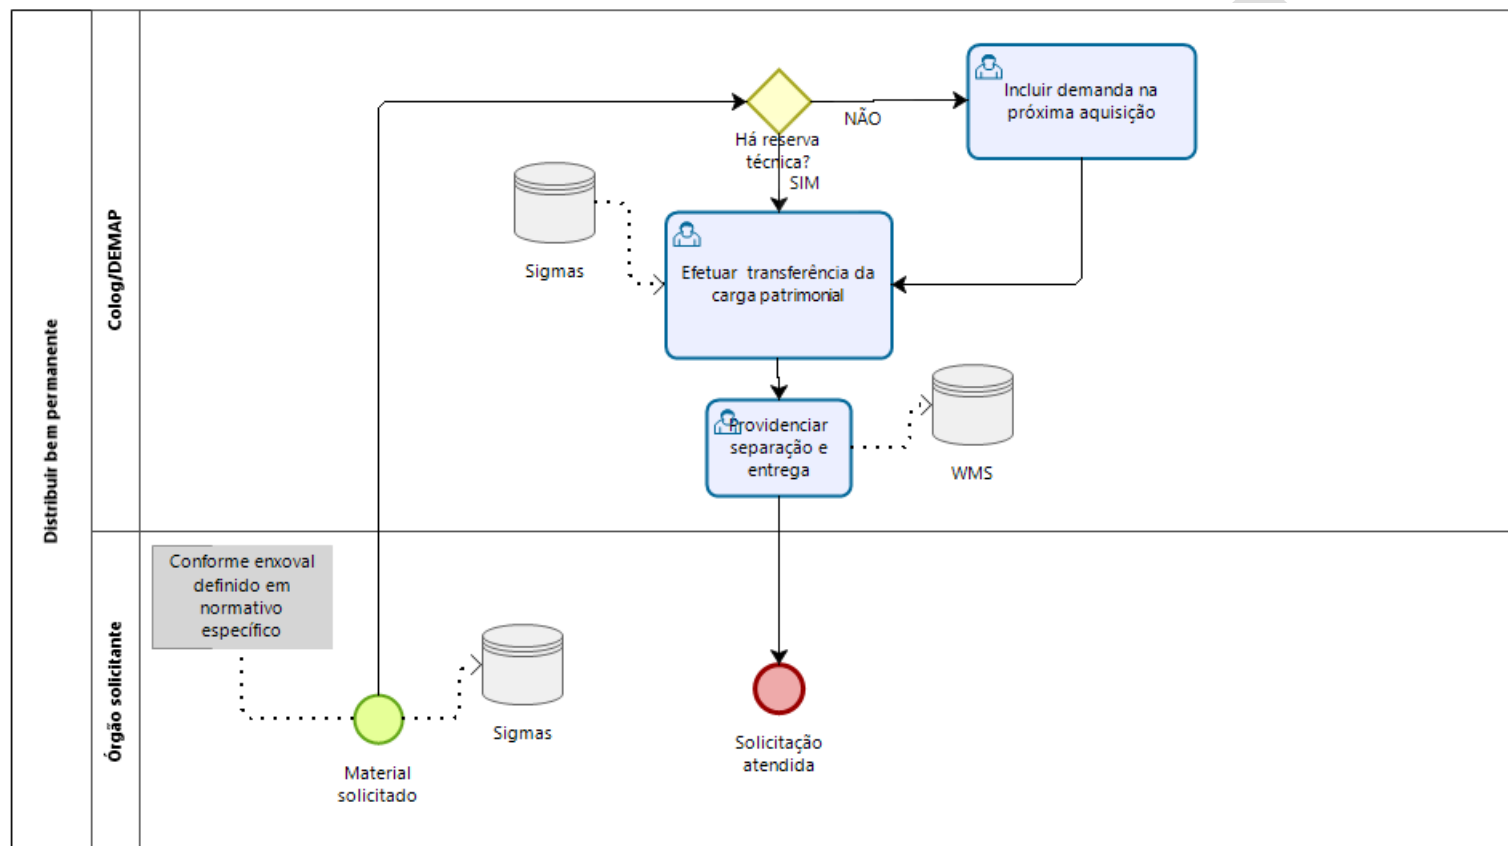 Distribuir bem permanente
Colog/DEMAP
Há reserva
técnica?
NÃO
SIM
Incluir demanda na
próxima aquisição
Sigmas
Efetuar transferência da
carga patrimonial
Providenciar
separação e
entrega
WMS
Órgão solicitante
Conforme enxoval
definido em
normativo
específico
Sigmas
Material
solicitado
Solicitação
atendida